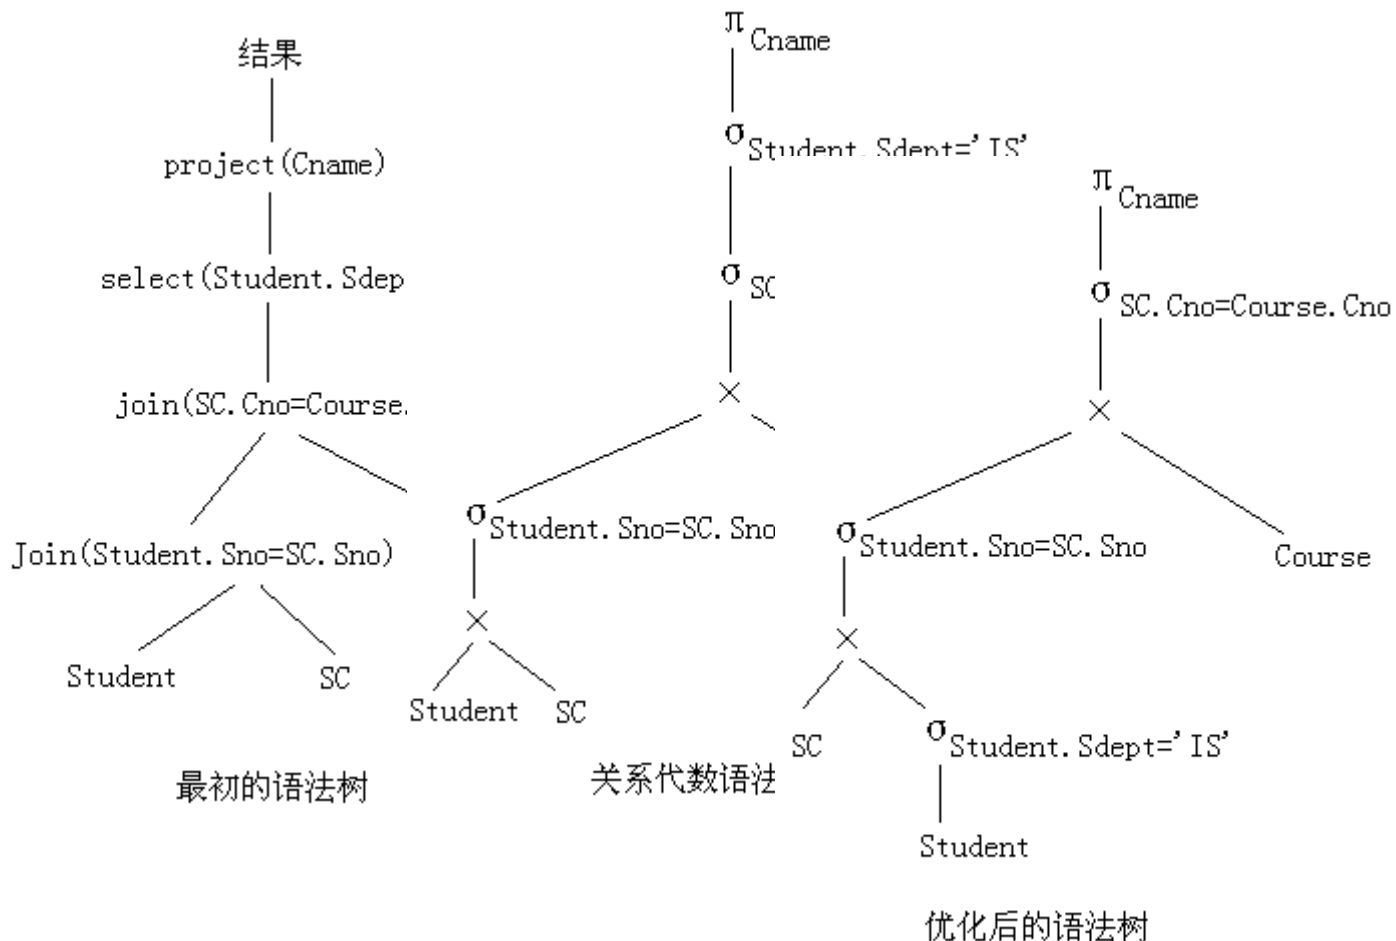 结果
project(Cname)
select(Student.Sdep
join(SC.Cno=Course.
Join(Student.Sno=SC.Sno)
Student
SC
最初的语法树
π Cname
σ Student.Sdept='IS'
σ SC
×
σ Student.Sno=SC.Sno
×
Student
SC
关系代数语法
π Cname
σ SC.Cno=Course.Cno
×
σ Student.Sno=SC.Sno
Course
×
SC
σ Student.Sdept='IS'
Student
优化后的语法树